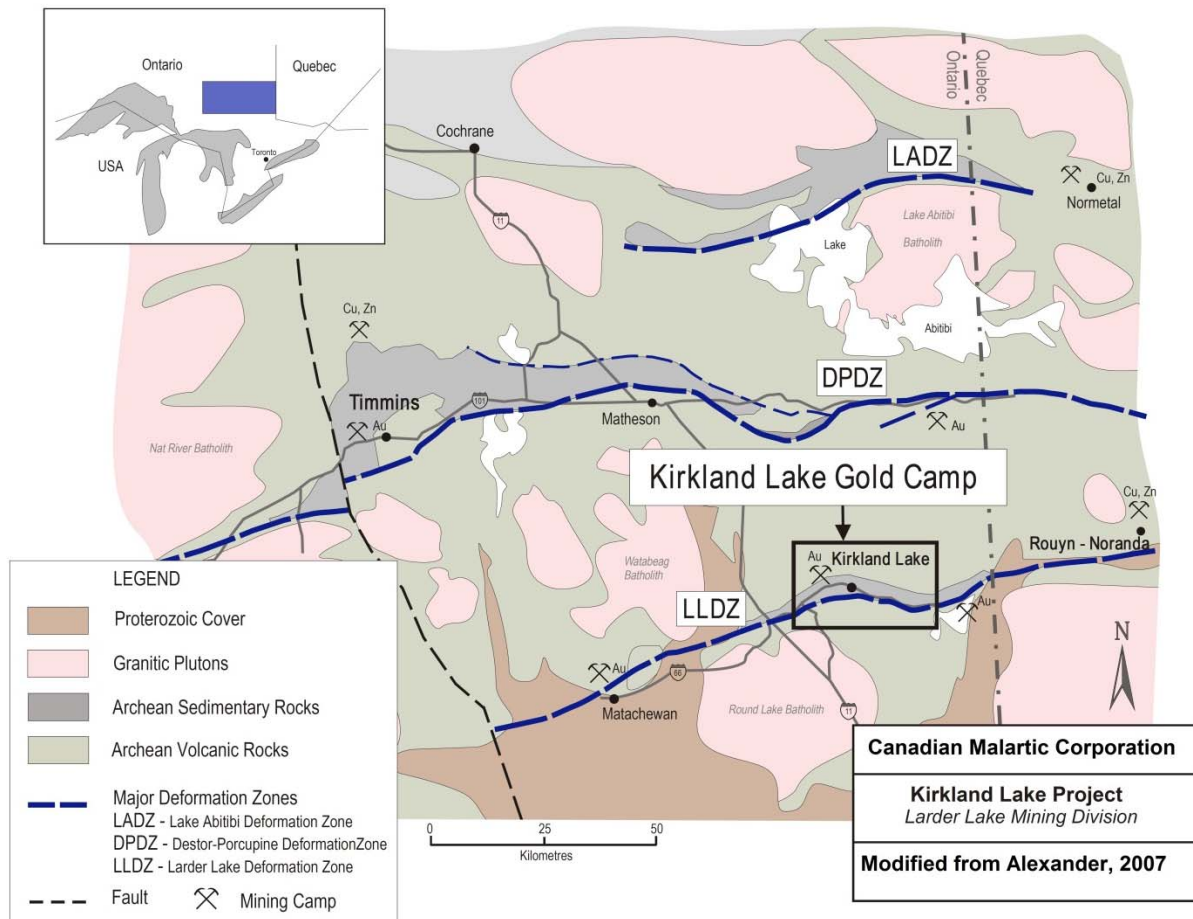 Ontario
Quebec
USA
Toronto
Cochrane
11
Quebec
Ontario
LADZ
Cu, Zn
Normetal
Lake Abitibi
Batholith
Lake
Abitibi
Cu, Zn
DPDZ
Timmins
101
Au
Matheson
Au
Nat River Batholith
Kirkland Lake Gold Camp
Cu, Zn
Rouyn - Noranda
Watabeag
Batholith
Au
Kirkland Lake
LLDZ
Au
Au
66
Matachewan
Round Lake Batholith
11
N
LEGEND
Proterozoic Cover
Granitic Plutons
Archean Sedimentary Rocks
Archean Volcanic Rocks
Major Deformation Zones
LADZ - Lake Abitibi Deformation Zone
DPDZ - Destor-Porcupine DeformationZone
LLDZ - Larder Lake Deformation Zone
Fault
Mining Camp
0 25 50
Kilometres
Canadian Malartic Corporation
Kirkland Lake Project
Larder Lake Mining Division
Modified from Alexander, 2007